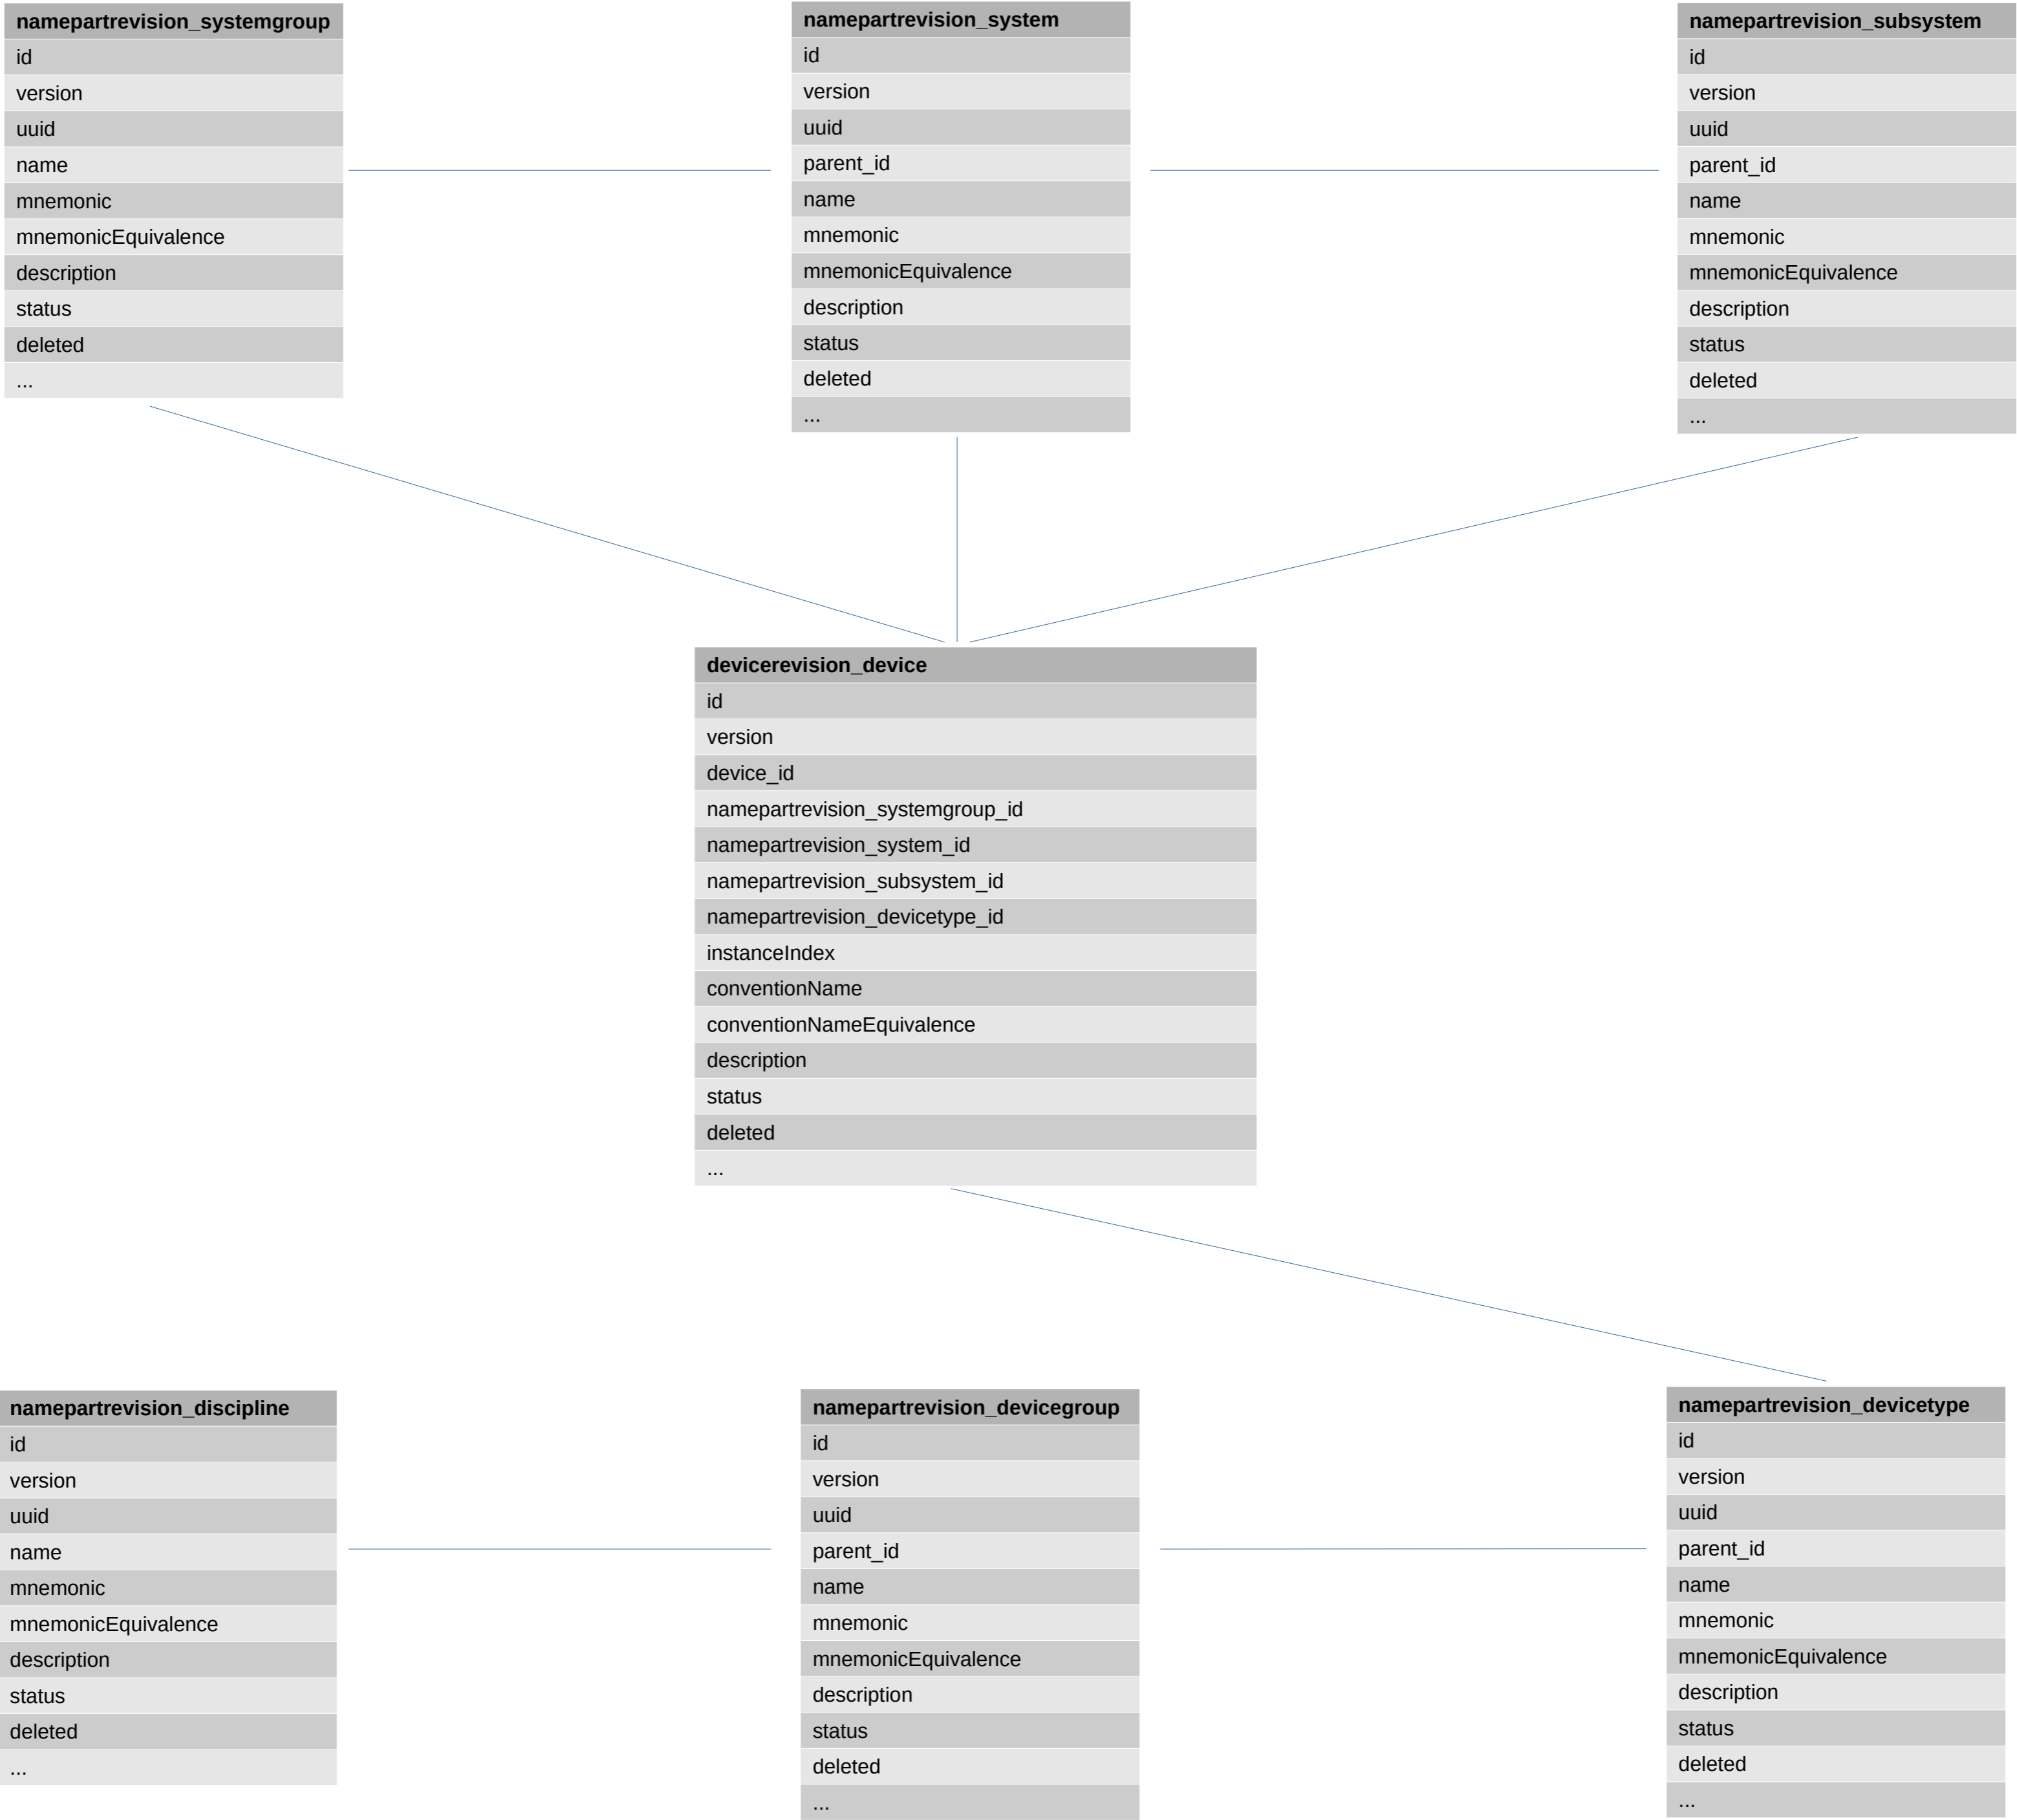 namepartrevision_systemgroup
id
version
uuid
name
mnemonic
mnemonicEquivalence
description
status
deleted
...
namepartrevision_system
id
version
uuid
parent_id
name
mnemonic
mnemonicEquivalence
description
status
deleted
...
namepartrevision_subsystem
id
version
uuid
parent_id
name
mnemonic
mnemonicEquivalence
description
status
deleted
...
devicerevision_device
id
version
device_id
namepartrevision_systemgroup_id
namepartrevision_system_id
namepartrevision_subsystem_id
namepartrevision_devicetype_id
instanceIndex
conventionName
conventionNameEquivalence
description
status
deleted
...
namepartrevision_discipline
id
version
uuid
name
mnemonic
mnemonicEquivalence
description
status
deleted
...
namepartrevision_devicegroup
id
version
uuid
parent_id
name
mnemonic
mnemonicEquivalence
description
status
deleted
...
namepartrevision_devicetype
id
version
uuid
parent_id
name
mnemonic
mnemonicEquivalence
description
status
deleted
...